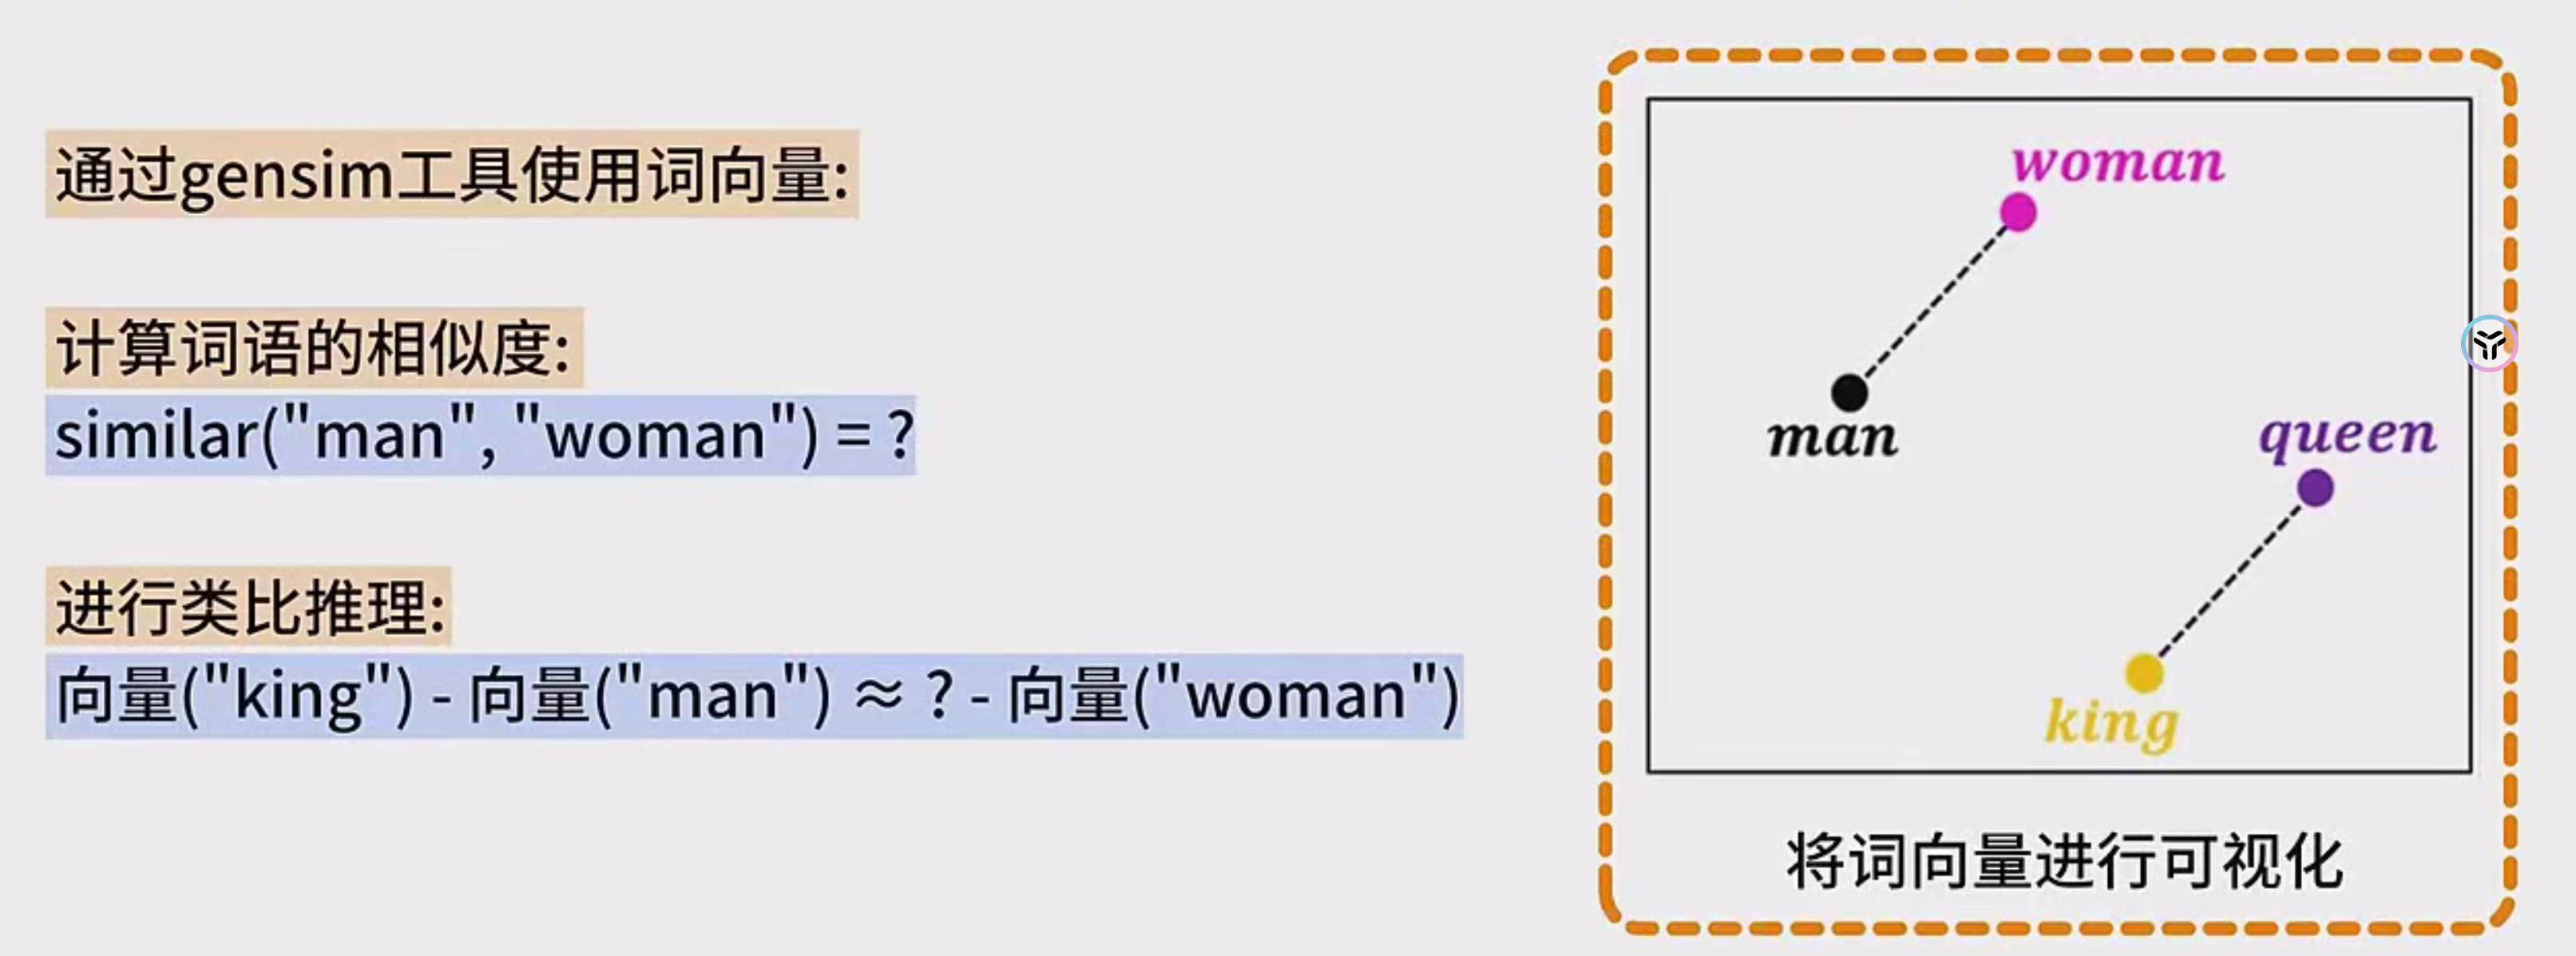 通过gensim工具使用词向量:
计算词语的相似度:
similar("man", "woman") = ?
进行类比推理:
向量("king") - 向量("man") ≈ ? - 向量("woman")
woman
man
queen
king
将词向量进行可视化